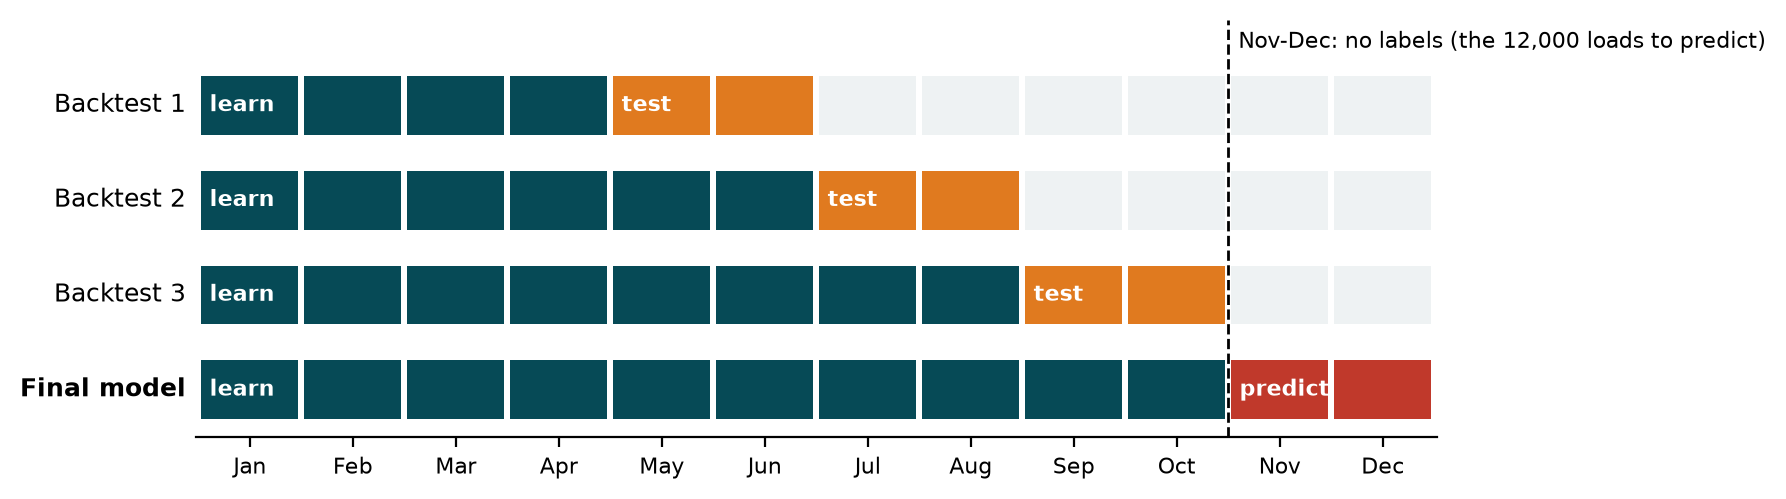 Nov-Dec: no labels (the 12,000 loads to predict)
Backtest 1 learn test
Backtest 2 learn test
Backtest 3 learn test
Final model learn predict
Jan Feb Mar Apr May Jun Jul Aug Sep Oct Nov Dec